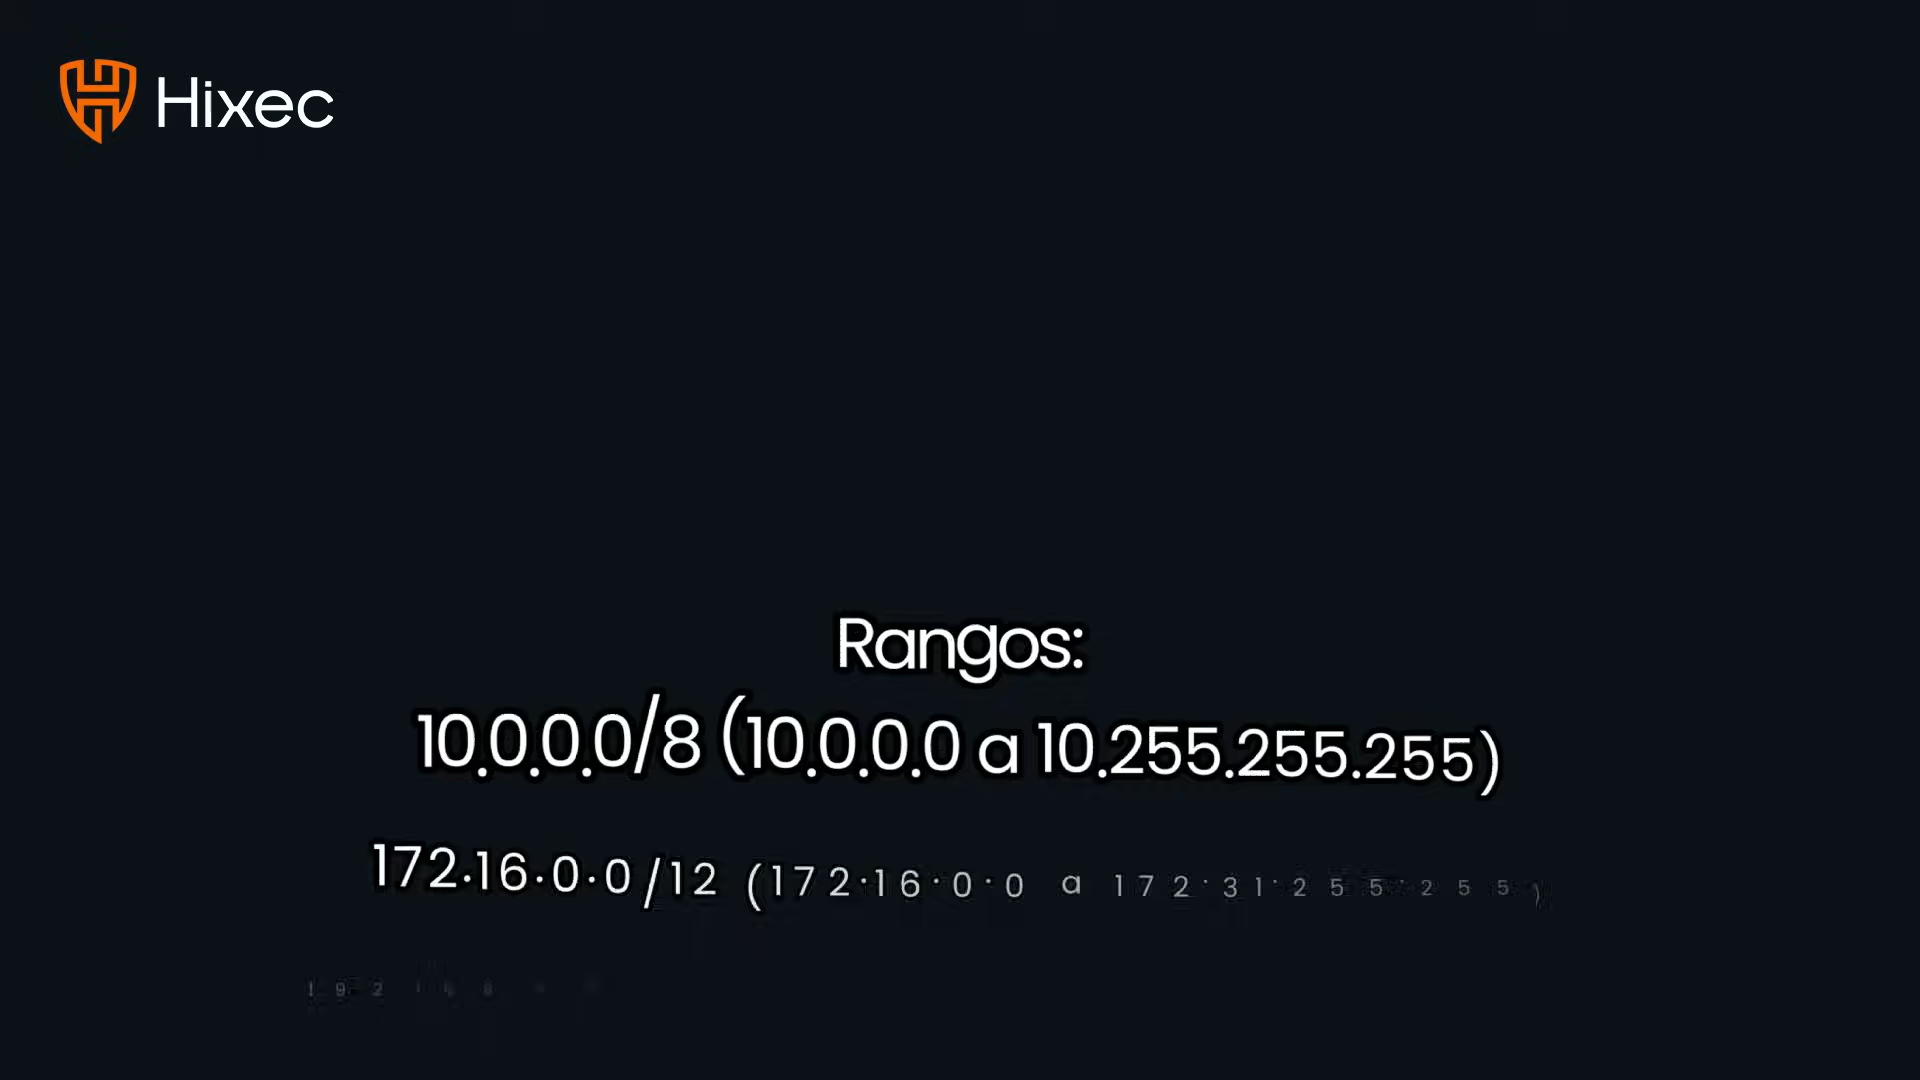 Hixec
Rangos:
10.0.0.0/8 (10.0.0.0 a 10.255.255.255)
172.16.0.0/12 (172.16.0.0 a 172.31.255.255)
192